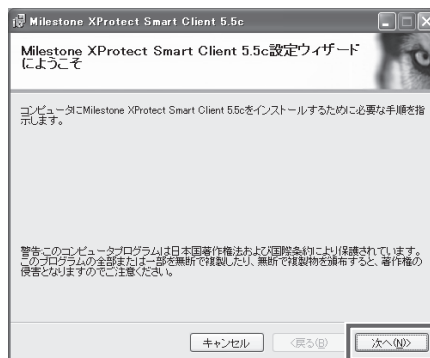 Milestone XProtect Smart Client 5.5c
Milestone XProtect Smart Client 5.5c設定ウィザード
にようこそ
コンピュータにMilestone XProtect Smart Client 5.5cをインストールするために必要な手順を指
示します。
警告:このコンピュータプログラムは日本国著作権法および国際条約により保護されています。
このプログラムの全部または一部を無断で複製したり、無断で複製物を頒布すると、著作権の
侵害となりますのでご注意ください。
キャンセル
<戻る(B)
次へ(N)>